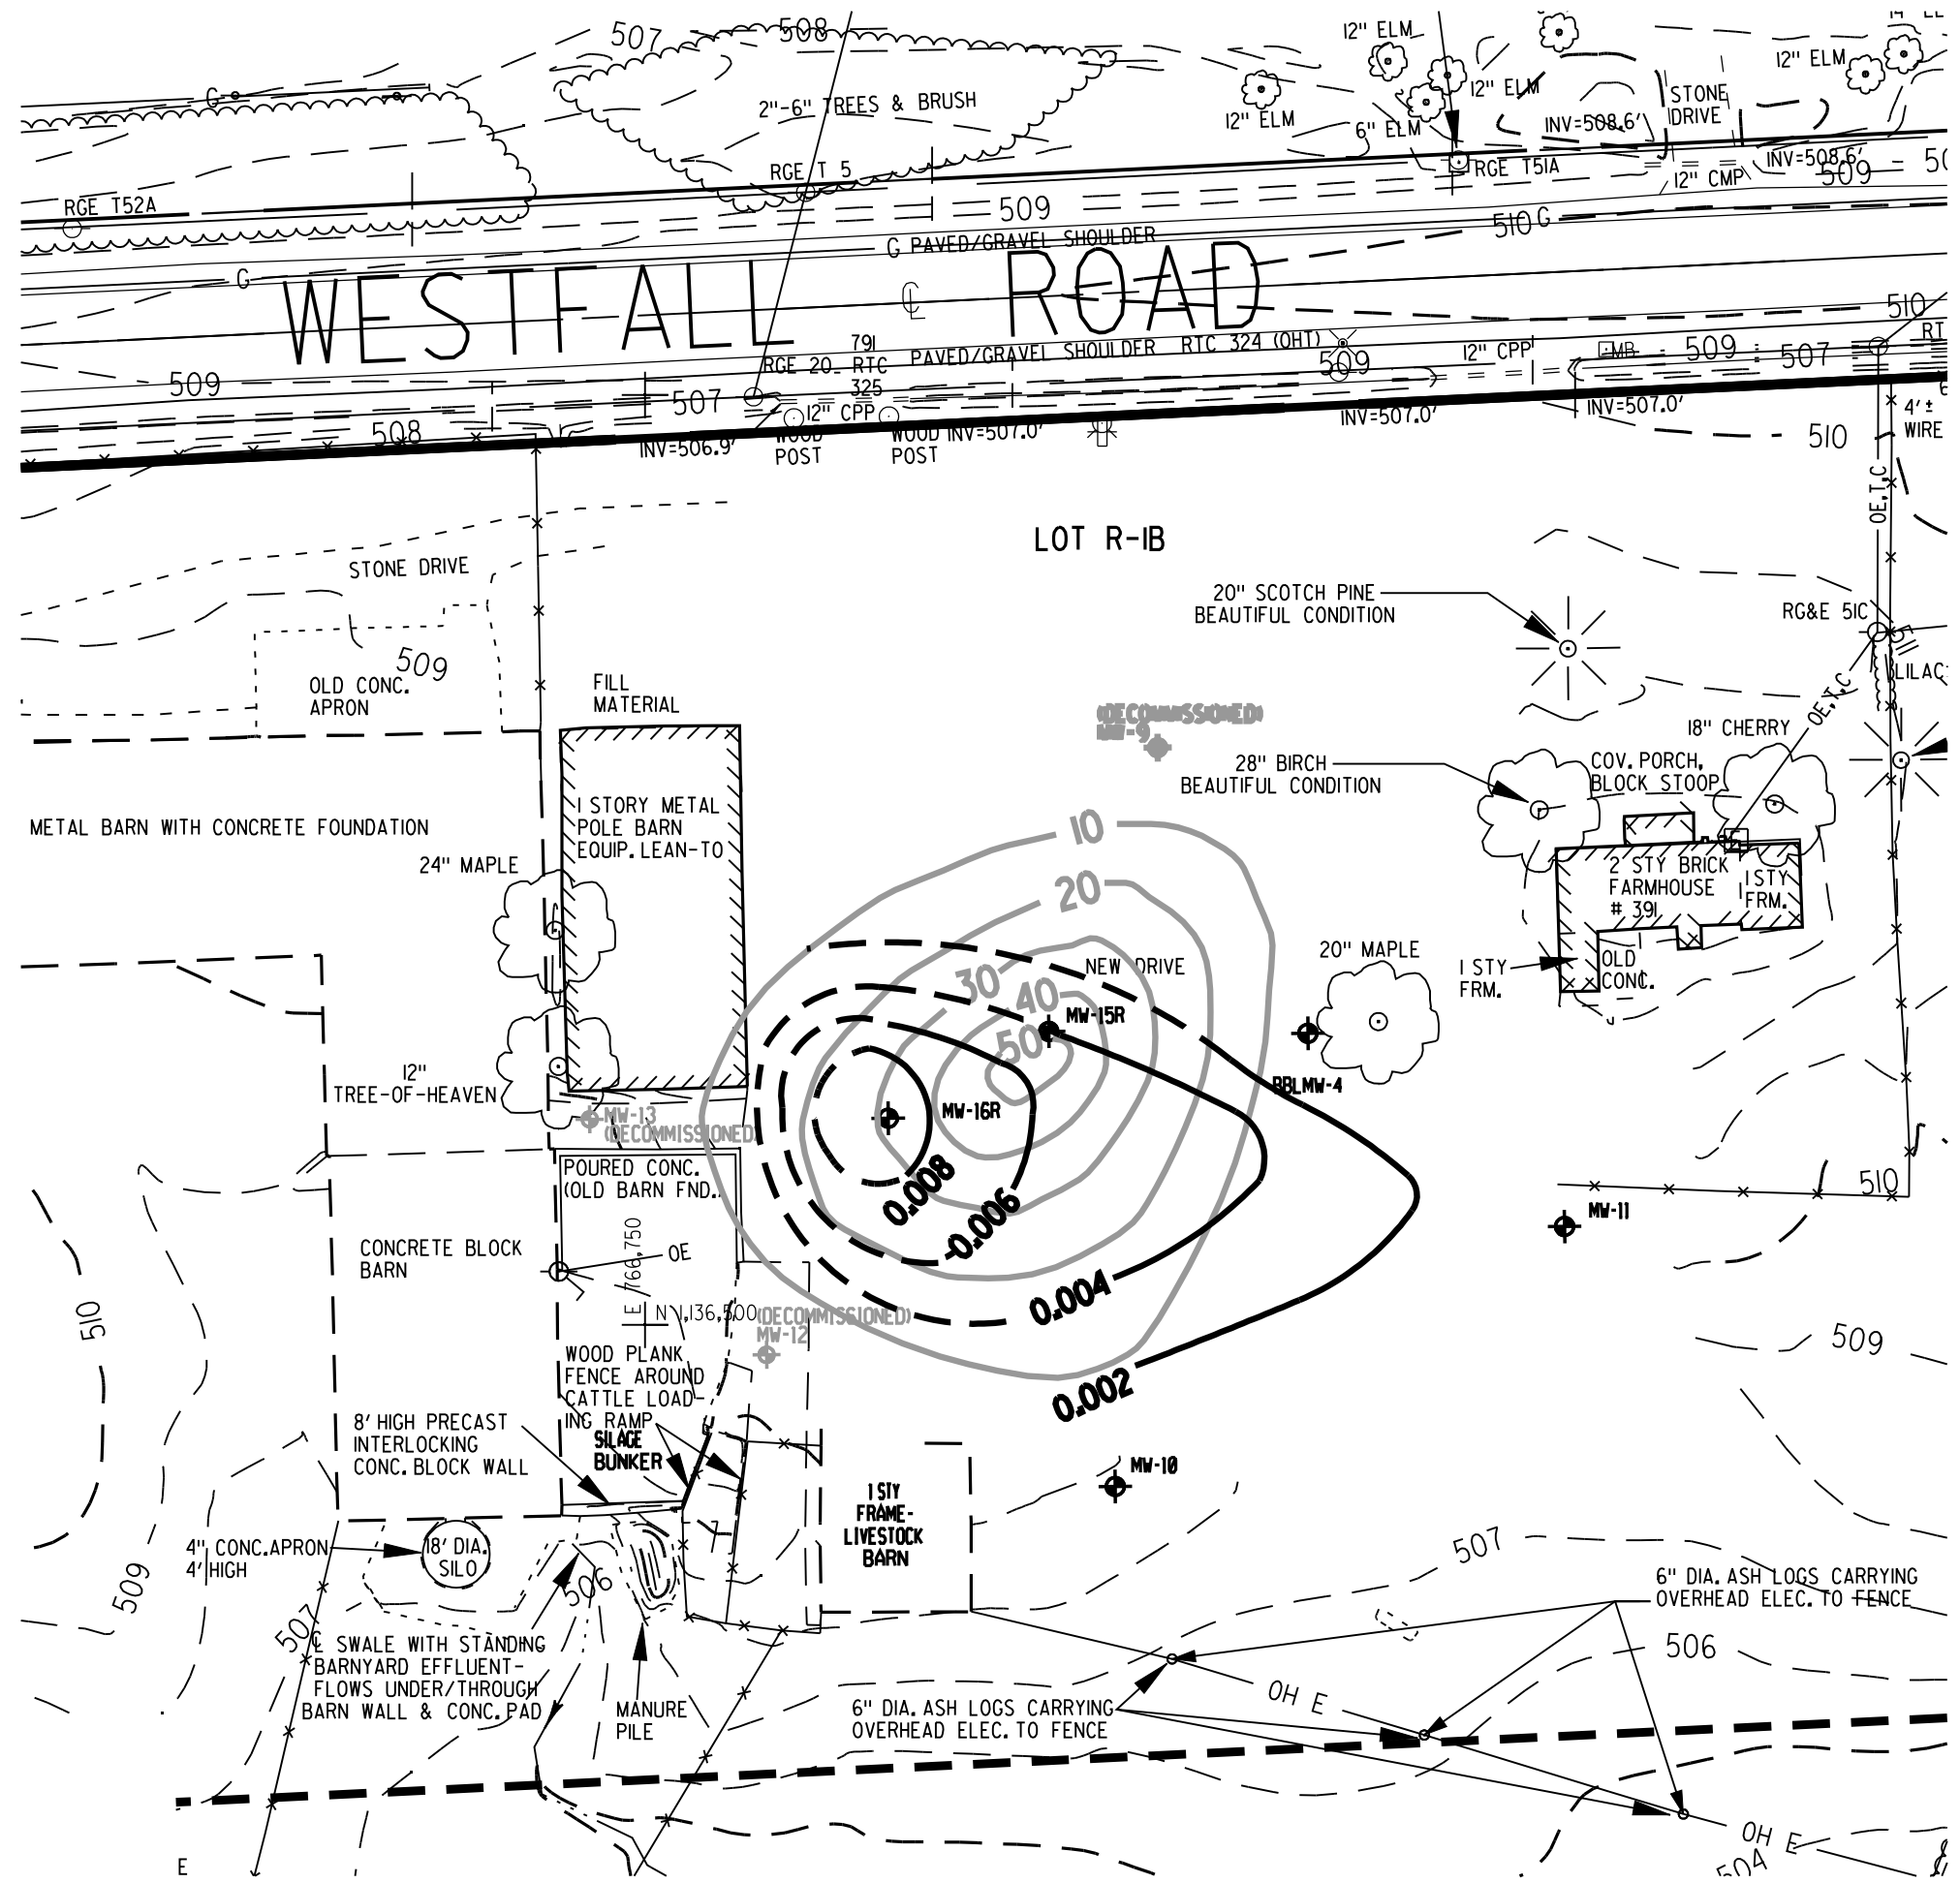 507
508
12" ELM
12" ELM
G
2"-6" TREES & BRUSH
12" ELM
12" ELM
6" ELM
STONE
DRIVE
INV=508.6'
INV=508.6'
RGE T52A
RGE T 5
RGE T51A
12" CMP
509
509
510
G
G
G PAVED/GRAVEL SHOULDER
WESTFALL ROAD
510
791
RGE 20 RTC
325
PAVED/GRAVEL SHOULDER
RTC 324 (OHT)
509
12" CPP
MB
509
507
RT
509
507
508
12" CPP
WOOD
POST
WOOD
POST
INV=506.9'
INV=507.0'
INV=507.0'
INV=507.0'
510
4'±
WIRE
OE,T,C
LOT R-1B
STONE DRIVE
509
OLD CONC.
APRON
FILL
MATERIAL
20" SCOTCH PINE
BEAUTIFUL CONDITION
RG&E 51C
LILAC
OE,T,C
(DECOMMISSIONED)
MW-9
18" CHERRY
28" BIRCH
BEAUTIFUL CONDITION
COV. PORCH,
BLOCK STOOP
1 STORY METAL
POLE BARN
EQUIP. LEAN-TO
METAL BARN WITH CONCRETE FOUNDATION
24" MAPLE
10
20
30
40
50
2 STY BRICK
FARMHOUSE
# 391
1 STY
FRM.
NEW DRIVE
20" MAPLE
1 STY
FRM.
OLD
CONC.
MW-15R
BBLMW-4
12"
TREE-OF-HEAVEN
MW-13
(DECOMMISSIONED)
MW-16R
POURED CONC.
(OLD BARN FND.)
0.008
0.006
0.004
0.002
510
MW-11
CONCRETE BLOCK
BARN
OE
E 766,750
N 1,136,500
(DECOMMISSIONED)
MW-12
510
509
WOOD PLANK
FENCE AROUND
CATTLE LOAD-
ING RAMP
SILAGE
BUNKER
8' HIGH PRECAST
INTERLOCKING
CONC. BLOCK WALL
MW-10
1 STY
FRAME-
LIVESTOCK
BARN
4" CONC. APRON
4' HIGH
18' DIA.
SILO
509
506
507
507
6" DIA. ASH LOGS CARRYING
OVERHEAD ELEC. TO FENCE
506
℄ SWALE WITH STANDING
BARNYARD EFFLUENT-
FLOWS UNDER/THROUGH
BARN WALL & CONC. PAD
MANURE
PILE
6" DIA. ASH LOGS CARRYING
OVERHEAD ELEC. TO FENCE
OH E
OH E
504
E